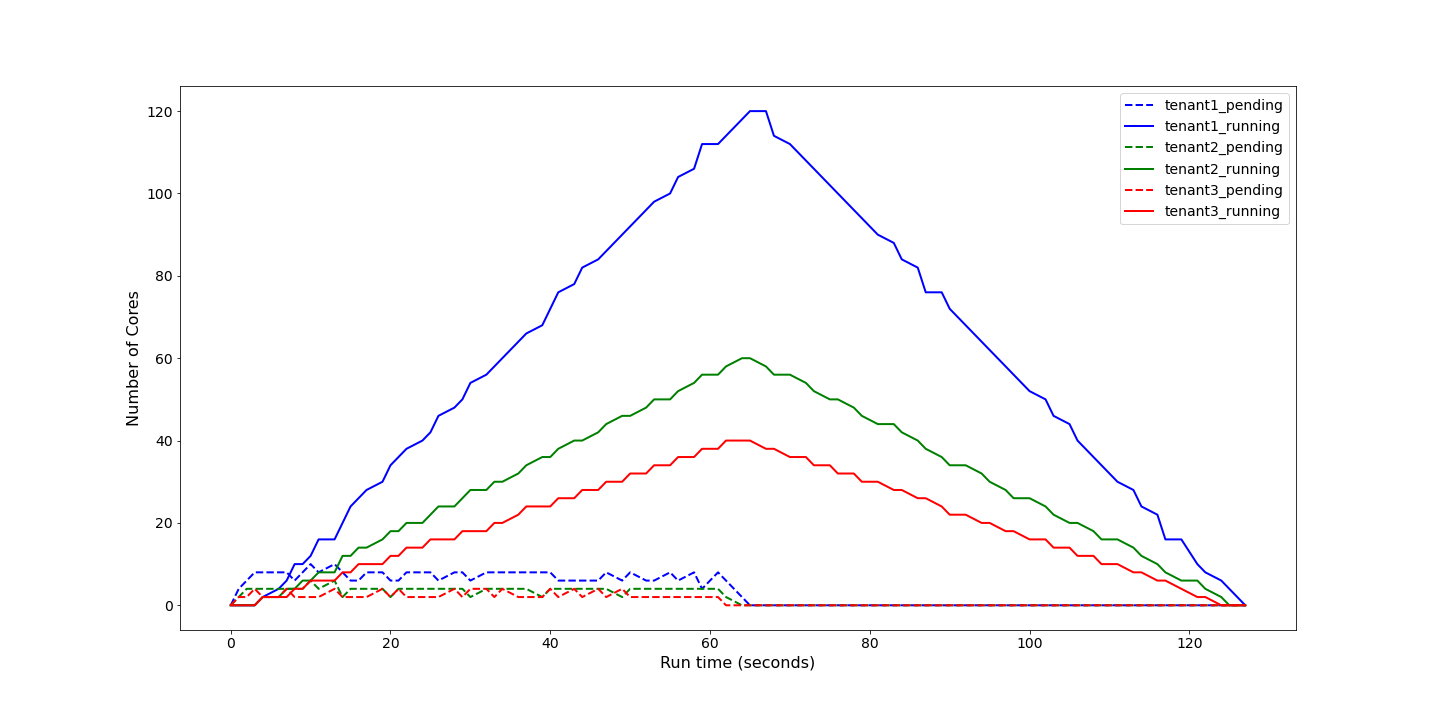 120
100
80
60
40
20
0
Number of Cores
0 20 40 60 80 100 120
Run time (seconds)
tenant1_pending
tenant1_running
tenant2_pending
tenant2_running
tenant3_pending
tenant3_running